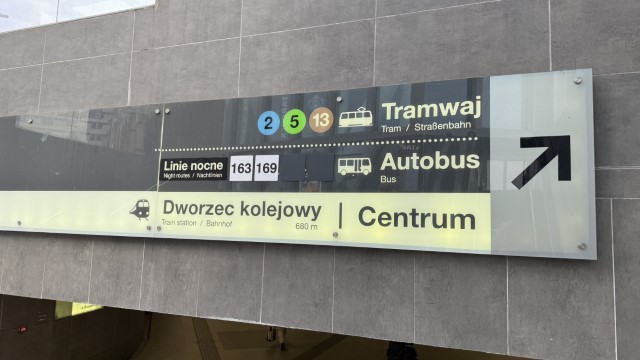 2 5 13 Tramwaj
Tram / Straßenbahn
Linie nocne 163 169 Autobus
Night routes / Nachtlinien Bus
Dworzec kolejowy | Centrum
Train station / Bahnhof 680 m